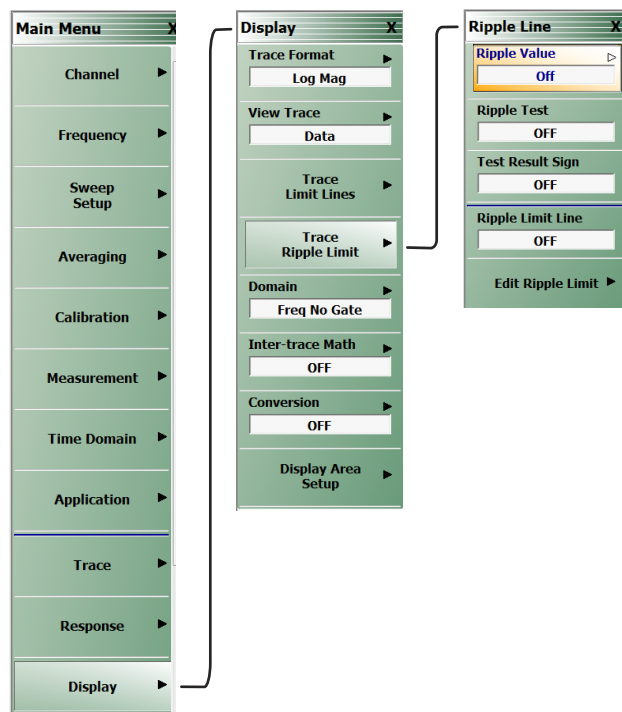 Main Menu X
Channel
Frequency
Sweep
Setup
Averaging
Calibration
Measurement
Time Domain
Application
Trace
Response
Display
Display X
Trace Format
Log Mag
View Trace
Data
Trace
Limit Lines
Trace
Ripple Limit
Domain
Freq No Gate
Inter-trace Math
OFF
Conversion
OFF
Display Area
Setup
Ripple Line X
Ripple Value
Off
Ripple Test
OFF
Test Result Sign
OFF
Ripple Limit Line
OFF
Edit Ripple Limit